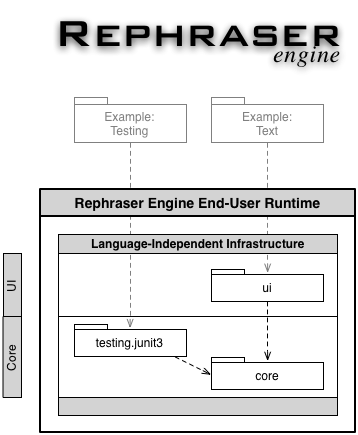 REPHRASER
engine
Example:
Testing
Example:
Text
Rephraser Engine End-User Runtime
Language-Independent Infrastructure
UI
ui
Core
testing.junit3
core